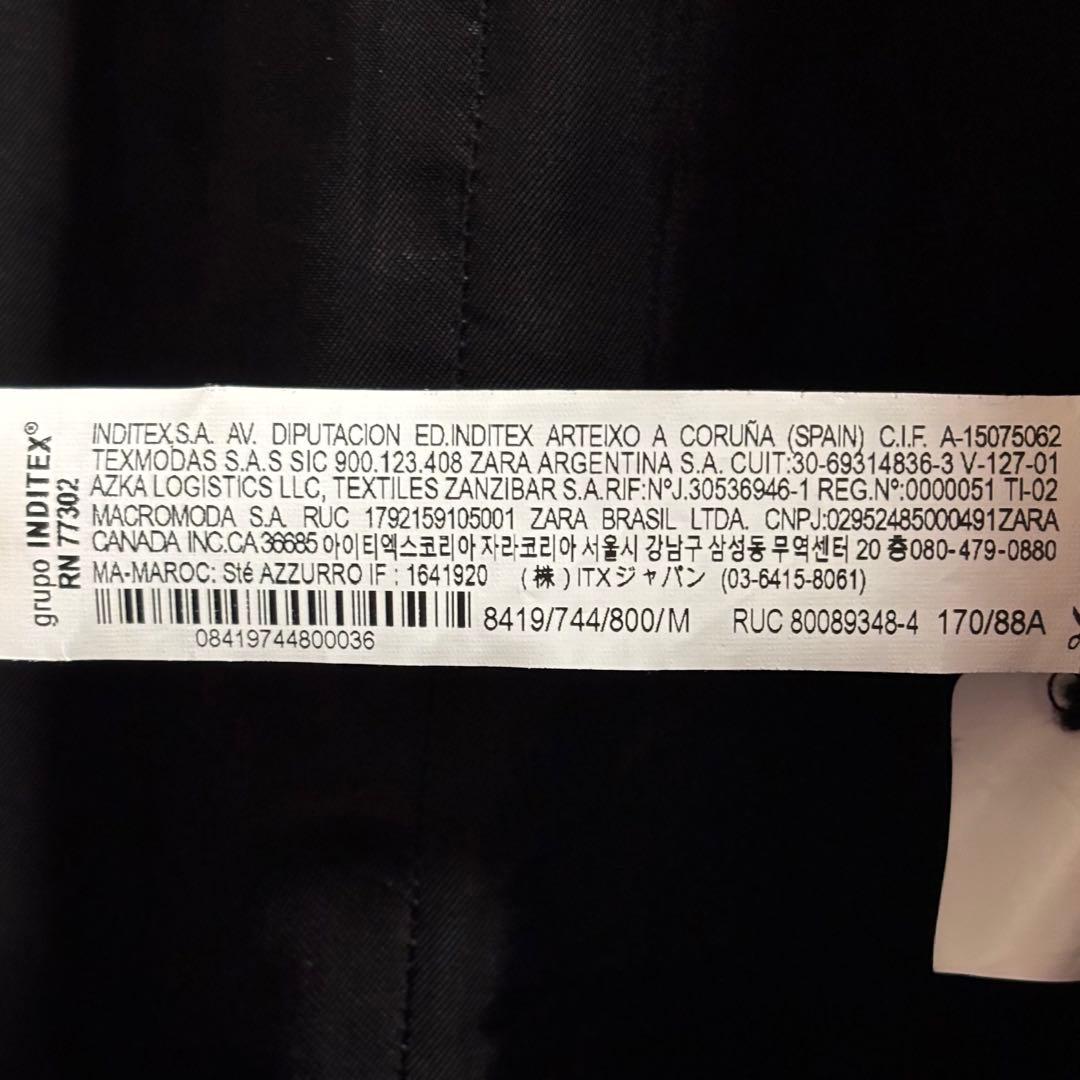 grupo INDITEX®
RN 77302
INDITEX,S.A. AV. DIPUTACION ED.INDITEX ARTEIXO A CORUÑA (SPAIN) C.I.F. A-15075062
TEXMODAS S.A.S SIC 900.123.408 ZARA ARGENTINA S.A. CUIT:30-69314836-3 V-127-01
AZKA LOGISTICS LLC, TEXTILES ZANZIBAR S.A.RIF:NºJ.30536946-1 REG.Nº:0000051 TI-02
MACROMODA S.A. RUC 1792159105001 ZARA BRASIL LTDA. CNPJ:02952485000491ZARA
CANADA INC.CA 36685 아이티엑스코리아 자라코리아 서울시 강남구 삼성동 무역센터 20 층080-479-0880
MA-MAROC: Sté AZZURRO IF : 1641920 (株) ITXジャパン (03-6415-8061)
8419/744/800/M RUC 80089348-4 170/88A
08419744800036